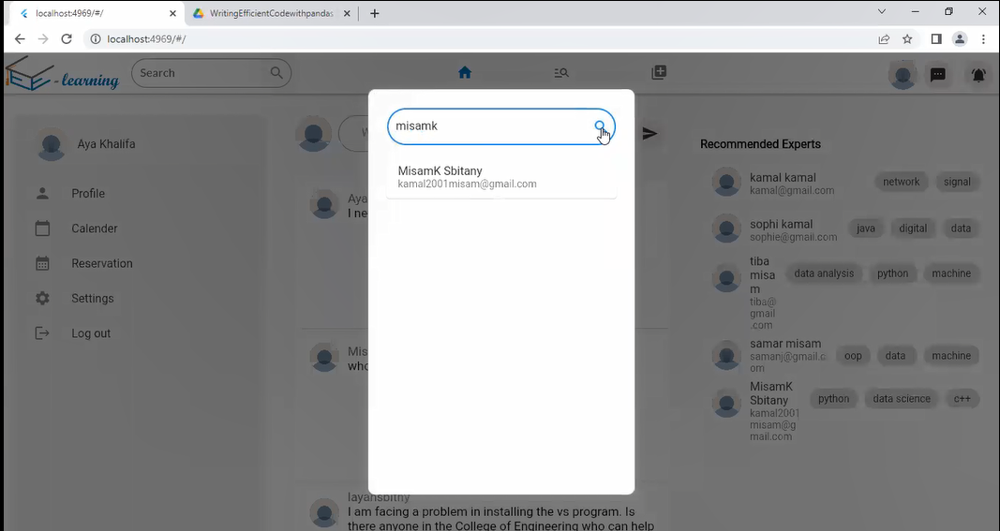 localhost:4969/#/
WritingEfficientCodewithpandas
localhost:4969/#/
-learning
Search
misamk
MisamK Sbitany
kamal2001misam@gmail.com
Aya Khalifa
Profile
Calender
Reservation
Settings
Log out
W
Aya
I ne
Mis
who
layansbithy
I am facing a problem in installing the vs program. Is
there anyone in the College of Engineering who can help
Recommended Experts
kamal kamal
kamal@gmail.com
network signal
sophi kamal
sophie@gmail.com
java digital data
tiba
misa
m
tiba@
gmail
.com
data analysis python machine
samar misam
samanj@gmail.c
om
oop data machine
MisamK
Sbitany
kamal2001
misam@g
mail.com
python data science c++